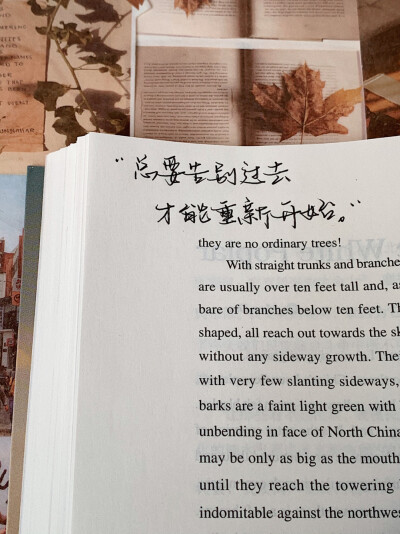 “总要告别过去
才能重新开始。”
they are no ordinary trees!
With straight trunks and branche
are usually over ten feet tall and, as
bare of branches below ten feet. Th
shaped, all reach out towards the sk
without any sideway growth. The
with very few slanting sideways,
barks are a faint light green with
unbending in face of North China
may be only as big as the mouth
until they reach the towering
indomitable against the northwes